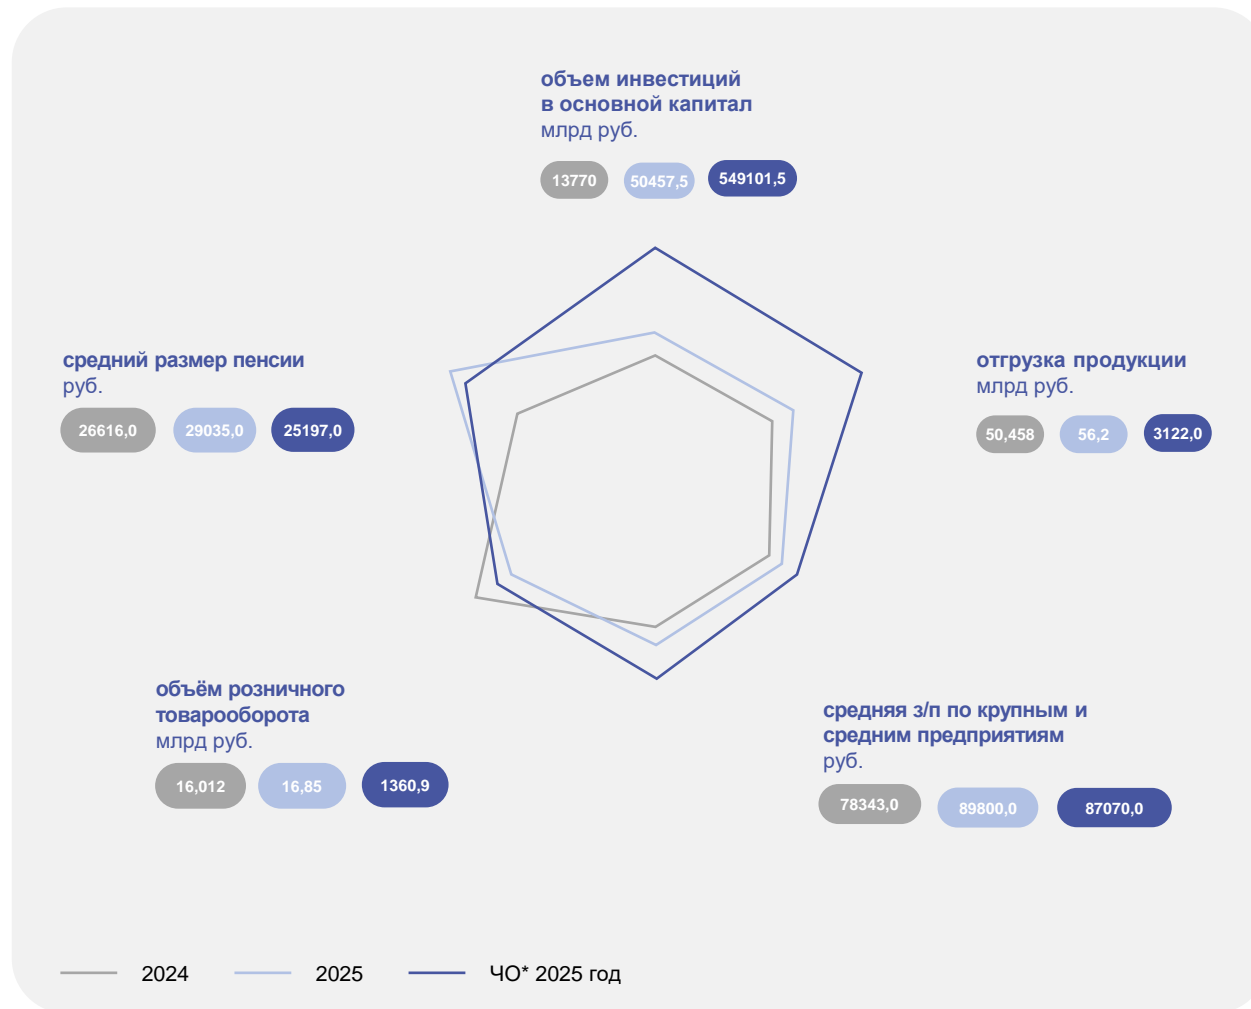 объем инвестиций
в основной капитал
млрд руб.
13770 50457,5 549101,5
средний размер пенсии
руб.
26616,0 29035,0 25197,0
отгрузка продукции
млрд руб.
50,458 56,2 3122,0
объём розничного
товарооборота
млрд руб.
16,012 16,85 1360,9
средняя з/п по крупным и
средним предприятиям
руб.
78343,0 89800,0 87070,0
2024 2025 ЧО* 2025 год